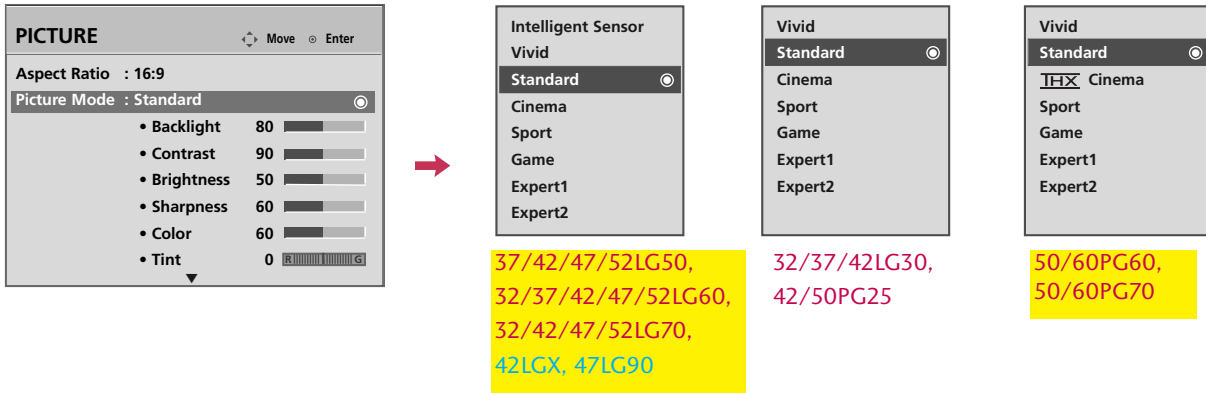 PICTURE
Move Enter
Aspect Ratio : 16:9
Picture Mode : Standard
• Backlight 80
• Contrast 90
• Brightness 50
• Sharpness 60
• Color 60
• Tint 0 R G
Intelligent Sensor
Vivid
Standard
Cinema
Sport
Game
Expert1
Expert2
37/42/47/52LG50,
32/37/42/47/52LG60,
32/42/47/52LG70,
42LGX, 47LG90
Vivid
Standard
Cinema
Sport
Game
Expert1
Expert2
32/37/42LG30,
42/50PG25
Vivid
Standard
THX Cinema
Sport
Game
Expert1
Expert2
50/60PG60,
50/60PG70